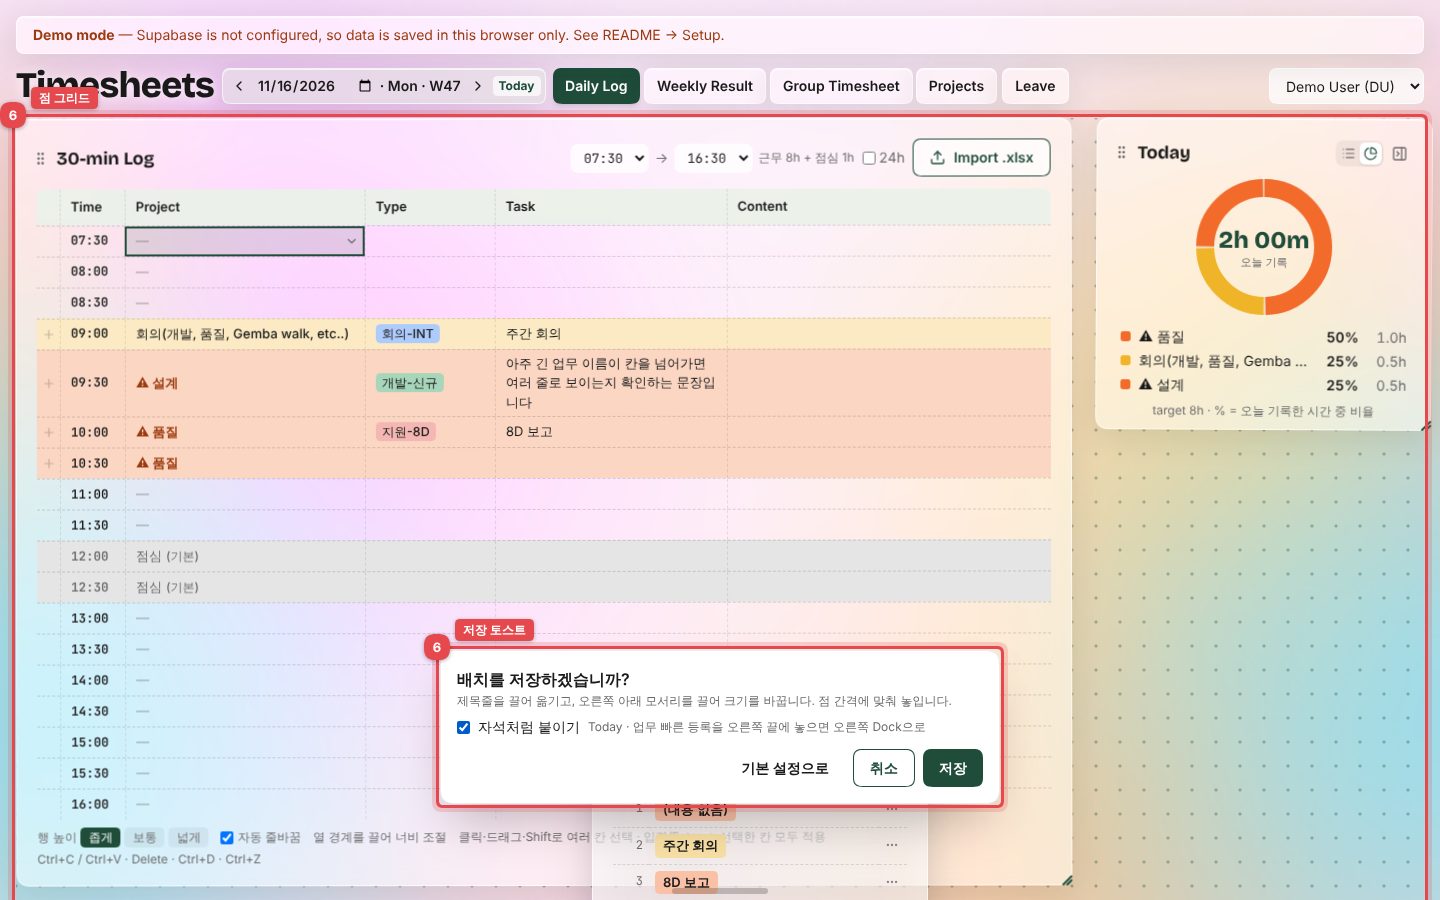 Demo mode — Supabase is not configured, so data is saved in this browser only. See README → Setup.
Timesheets
11/16/2026 · Mon · W47 Today
Daily Log
Weekly Result
Group Timesheet
Projects
Leave
Demo User (DU)
점 그리드
6
30-min Log
07:30 → 16:30 근무 8h + 점심 1h 24h Import .xlsx
Time Project Type Task Content
07:30 —
08:00 —
08:30 —
+ 09:00 회의(개발, 품질, Gemba walk, etc..) 회의-INT 주간 회의
+ 09:30 ⚠ 설계 개발-신규 아주 긴 업무 이름이 칸을 넘어가면
여러 줄로 보이는지 확인하는 문장입
니다
+ 10:00 ⚠ 품질 지원-8D 8D 보고
+ 10:30 ⚠ 품질
11:00 —
11:30 —
12:00 점심 (기본)
12:30 점심 (기본)
13:00 —
13:30 —
14:00 —
14:30 —
15:00 —
15:30 —
16:00 —
행 높이 좁게 보통 넓게 자동 줄바꿈 열 경계를 끌어 너비 조절 클릭·드래그·Shift로 여러 칸 선택 · 선택한 칸 모두 적용
Ctrl+C / Ctrl+V · Delete · Ctrl+D · Ctrl+Z
Today
2h 00m
오늘 기록
⚠ 품질 50% 1.0h
회의(개발, 품질, Gemba ... 25% 0.5h
⚠ 설계 25% 0.5h
target 8h · % = 오늘 기록한 시간 중 비율
저장 토스트
6
배치를 저장하겠습니까?
제목줄을 끌어 옮기고, 오른쪽 아래 모서리를 끌어 크기를 바꿉니다. 점 간격에 맞춰 놓입니다.
자석처럼 붙이기 Today · 업무 빠른 등록을 오른쪽 끝에 놓으면 오른쪽 Dock으로
기본 설정으로
취소
저장
1 (내용 없음) ...
2 주간 회의 ...
3 8D 보고 ...